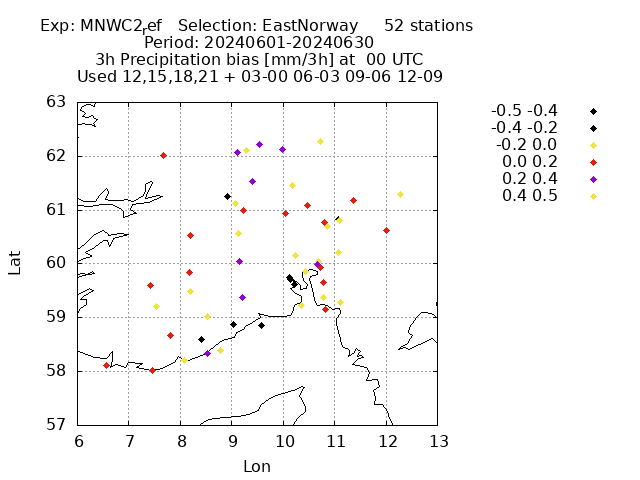 Exp: MNWC2ref   Selection: EastNorway     52 stations
Period: 20240601-20240630
3h Precipitation bias [mm/3h] at  00 UTC
Used 12,15,18,21 + 03-00 06-03 09-06 12-09
-0.5 -0.4
-0.4 -0.2
-0.2 0.0
0.0 0.2
0.2 0.4
0.4 0.5
63
62
61
60
59
58
57
Lat
6 7 8 9 10 11 12 13
Lon